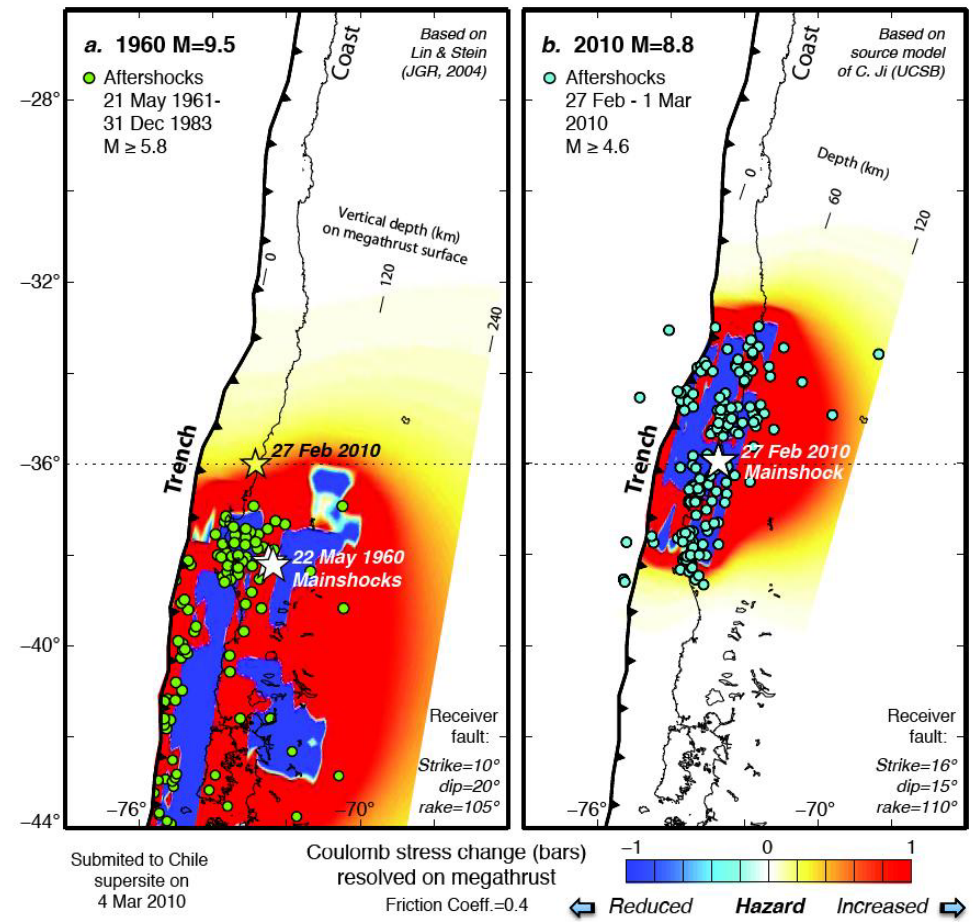 a. 1960 M=9.5
Aftershocks
21 May 1961-
31 Dec 1983
M ≥ 5.8
Based on
Lin & Stein
(JGR, 2004)
Coast
Vertical depth (km)
on megathrust surface
0
120
240
8
Trench
27 Feb 2010
22 May 1960
Mainshocks
Receiver
fault:
Strike=10°
dip=20°
rake=105°
−28°
−32°
−36°
−40°
−44°
−76°
−70°
b. 2010 M=8.8
Aftershocks
27 Feb - 1 Mar
2010
M ≥ 4.6
Based on
source model
of C. Ji (UCSB)
Coast
Depth (km)
0
60
120
Trench
27 Feb 2010
Mainshock
Receiver
fault:
Strike=16°
dip=15°
rake=110°
−76°
−70°
Submited to Chile
supersite on
4 Mar 2010
Coulomb stress change (bars)
resolved on megathrust
Friction Coeff.=0.4
−1 0 1
Reduced Hazard Increased